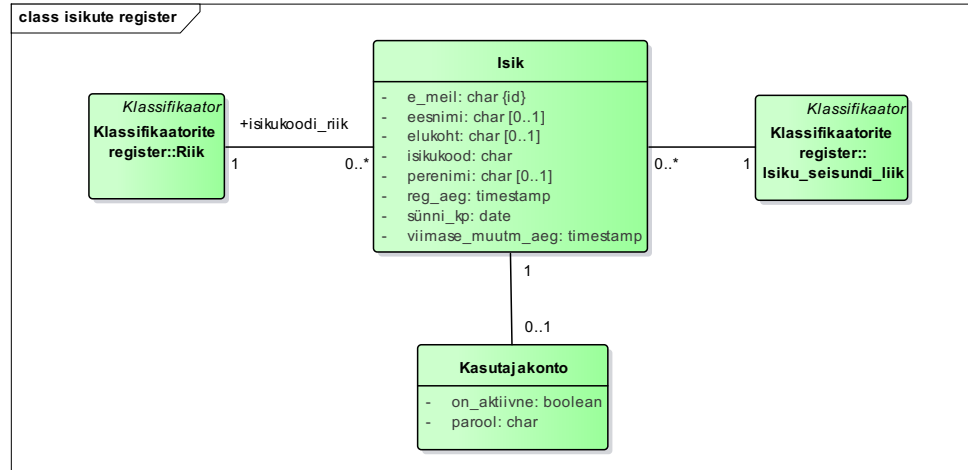 class isikute register
Isik
- e_meil: char {id}
- eesnimi: char [0..1]
- elukoht: char [0..1]
- isikukood: char
- perenimi: char [0..1]
- reg_aeg: timestamp
- sünni_kp: date
- viimase_muutm_aeg: timestamp
Klassifikaator
Klassifikaatorite
register::Riik
+isikukoodi_riik
1
0..*
Klassifikaator
Klassifikaatorite
register::
Isiku_seisundi_liik
0..*
1
1
0..1
Kasutajakonto
- on_aktiivne: boolean
- parool: char